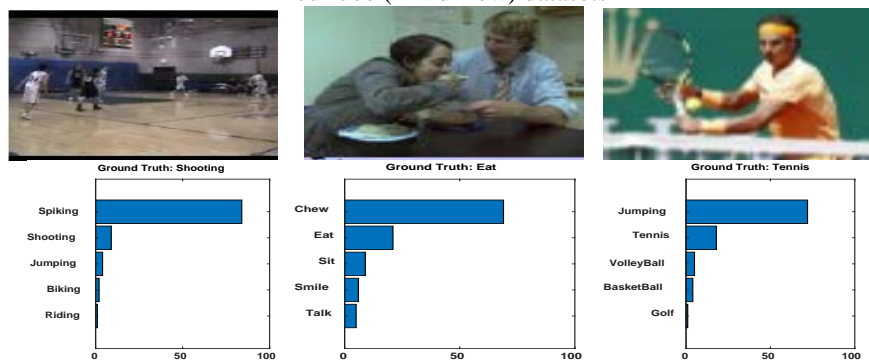 Ground Truth: Shooting
Spiking
Shooting
Jumping
Biking
Riding
0 50 100
Ground Truth: Eat
Chew
Eat
Sit
Smile
Talk
0 50 100
Ground Truth: Tennis
Jumping
Tennis
VolleyBall
BasketBall
Golf
0 50 100